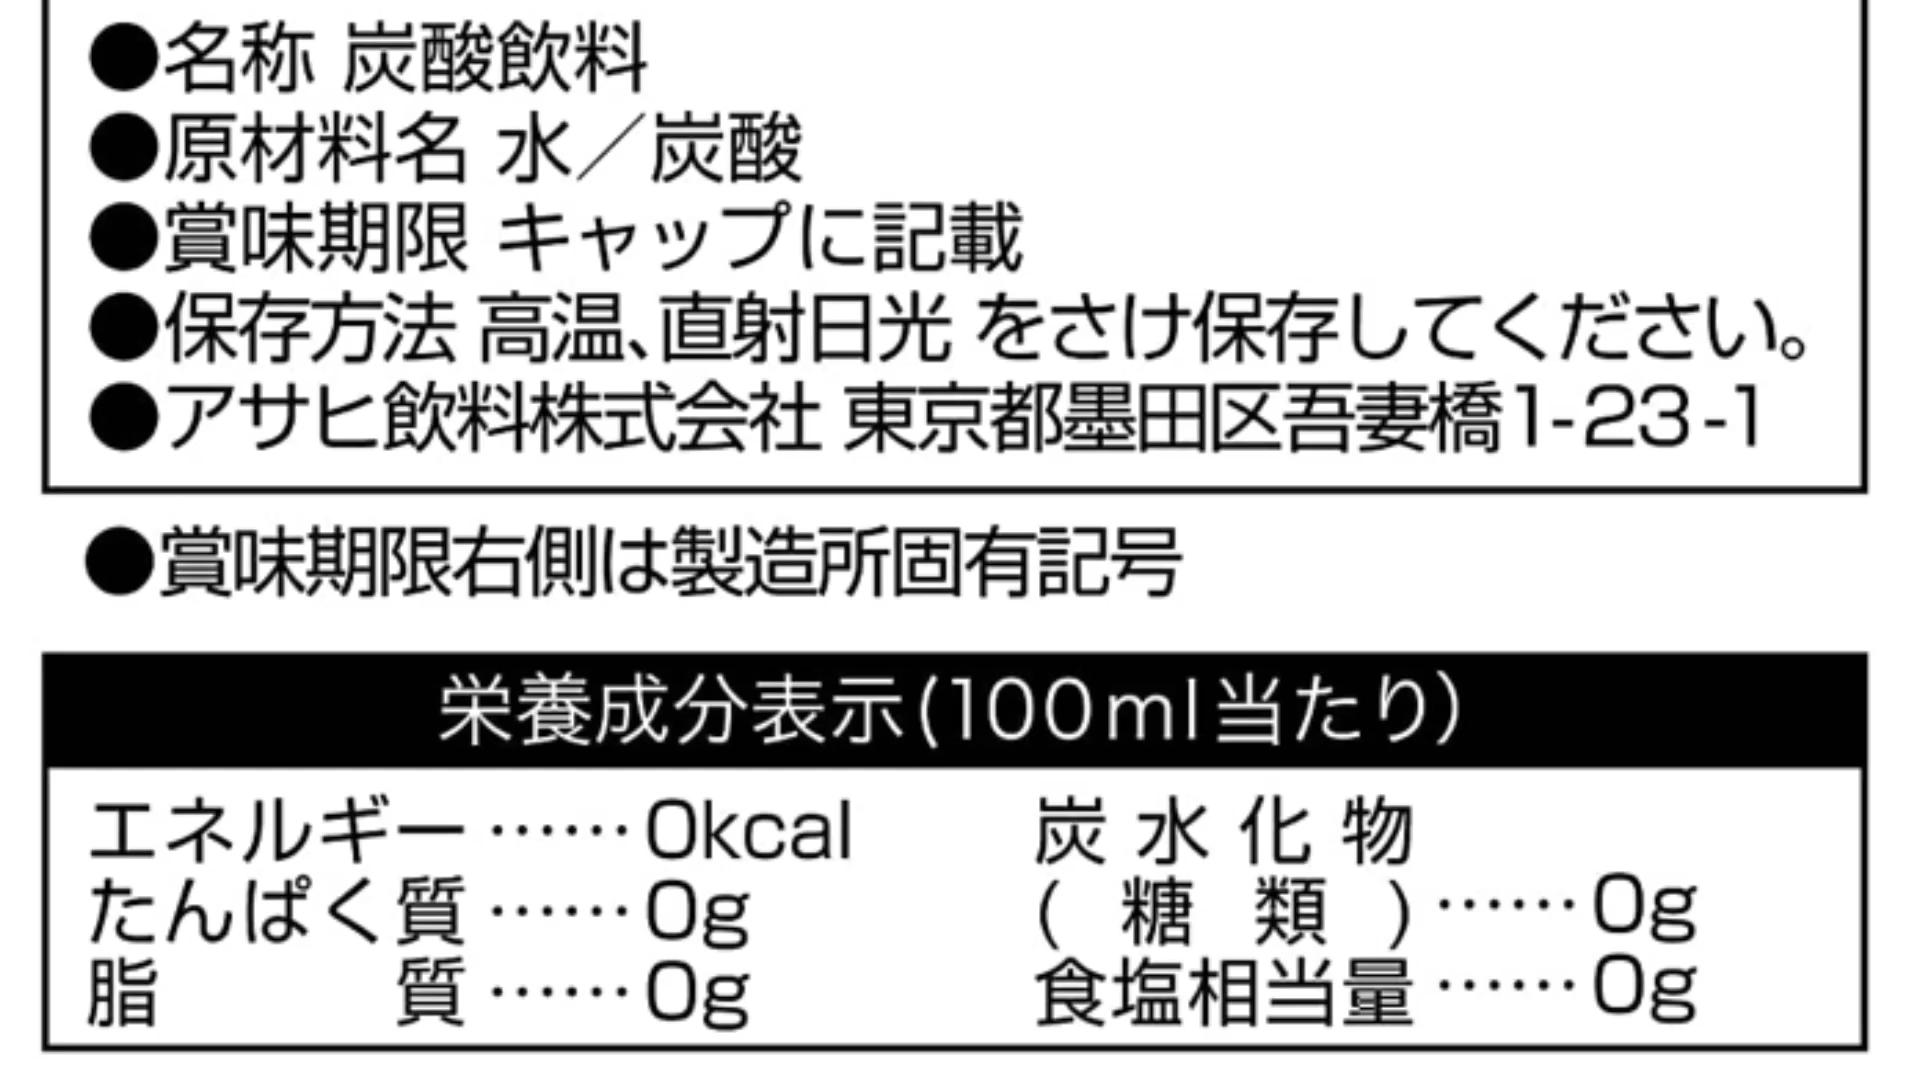 ●名称 炭酸飲料
●原材料名 水／炭酸
●賞味期限 キャップに記載
●保存方法 高温、直射日光 をさけ保存してください。
●アサヒ飲料株式会社 東京都墨田区吾妻橋1-23-1
●賞味期限右側は製造所固有記号
栄養成分表示(100ml当たり)
エネルギー……0kcal
たんぱく質……0g
脂質……0g
炭水化物
(糖類)……0g
食塩相当量……0g